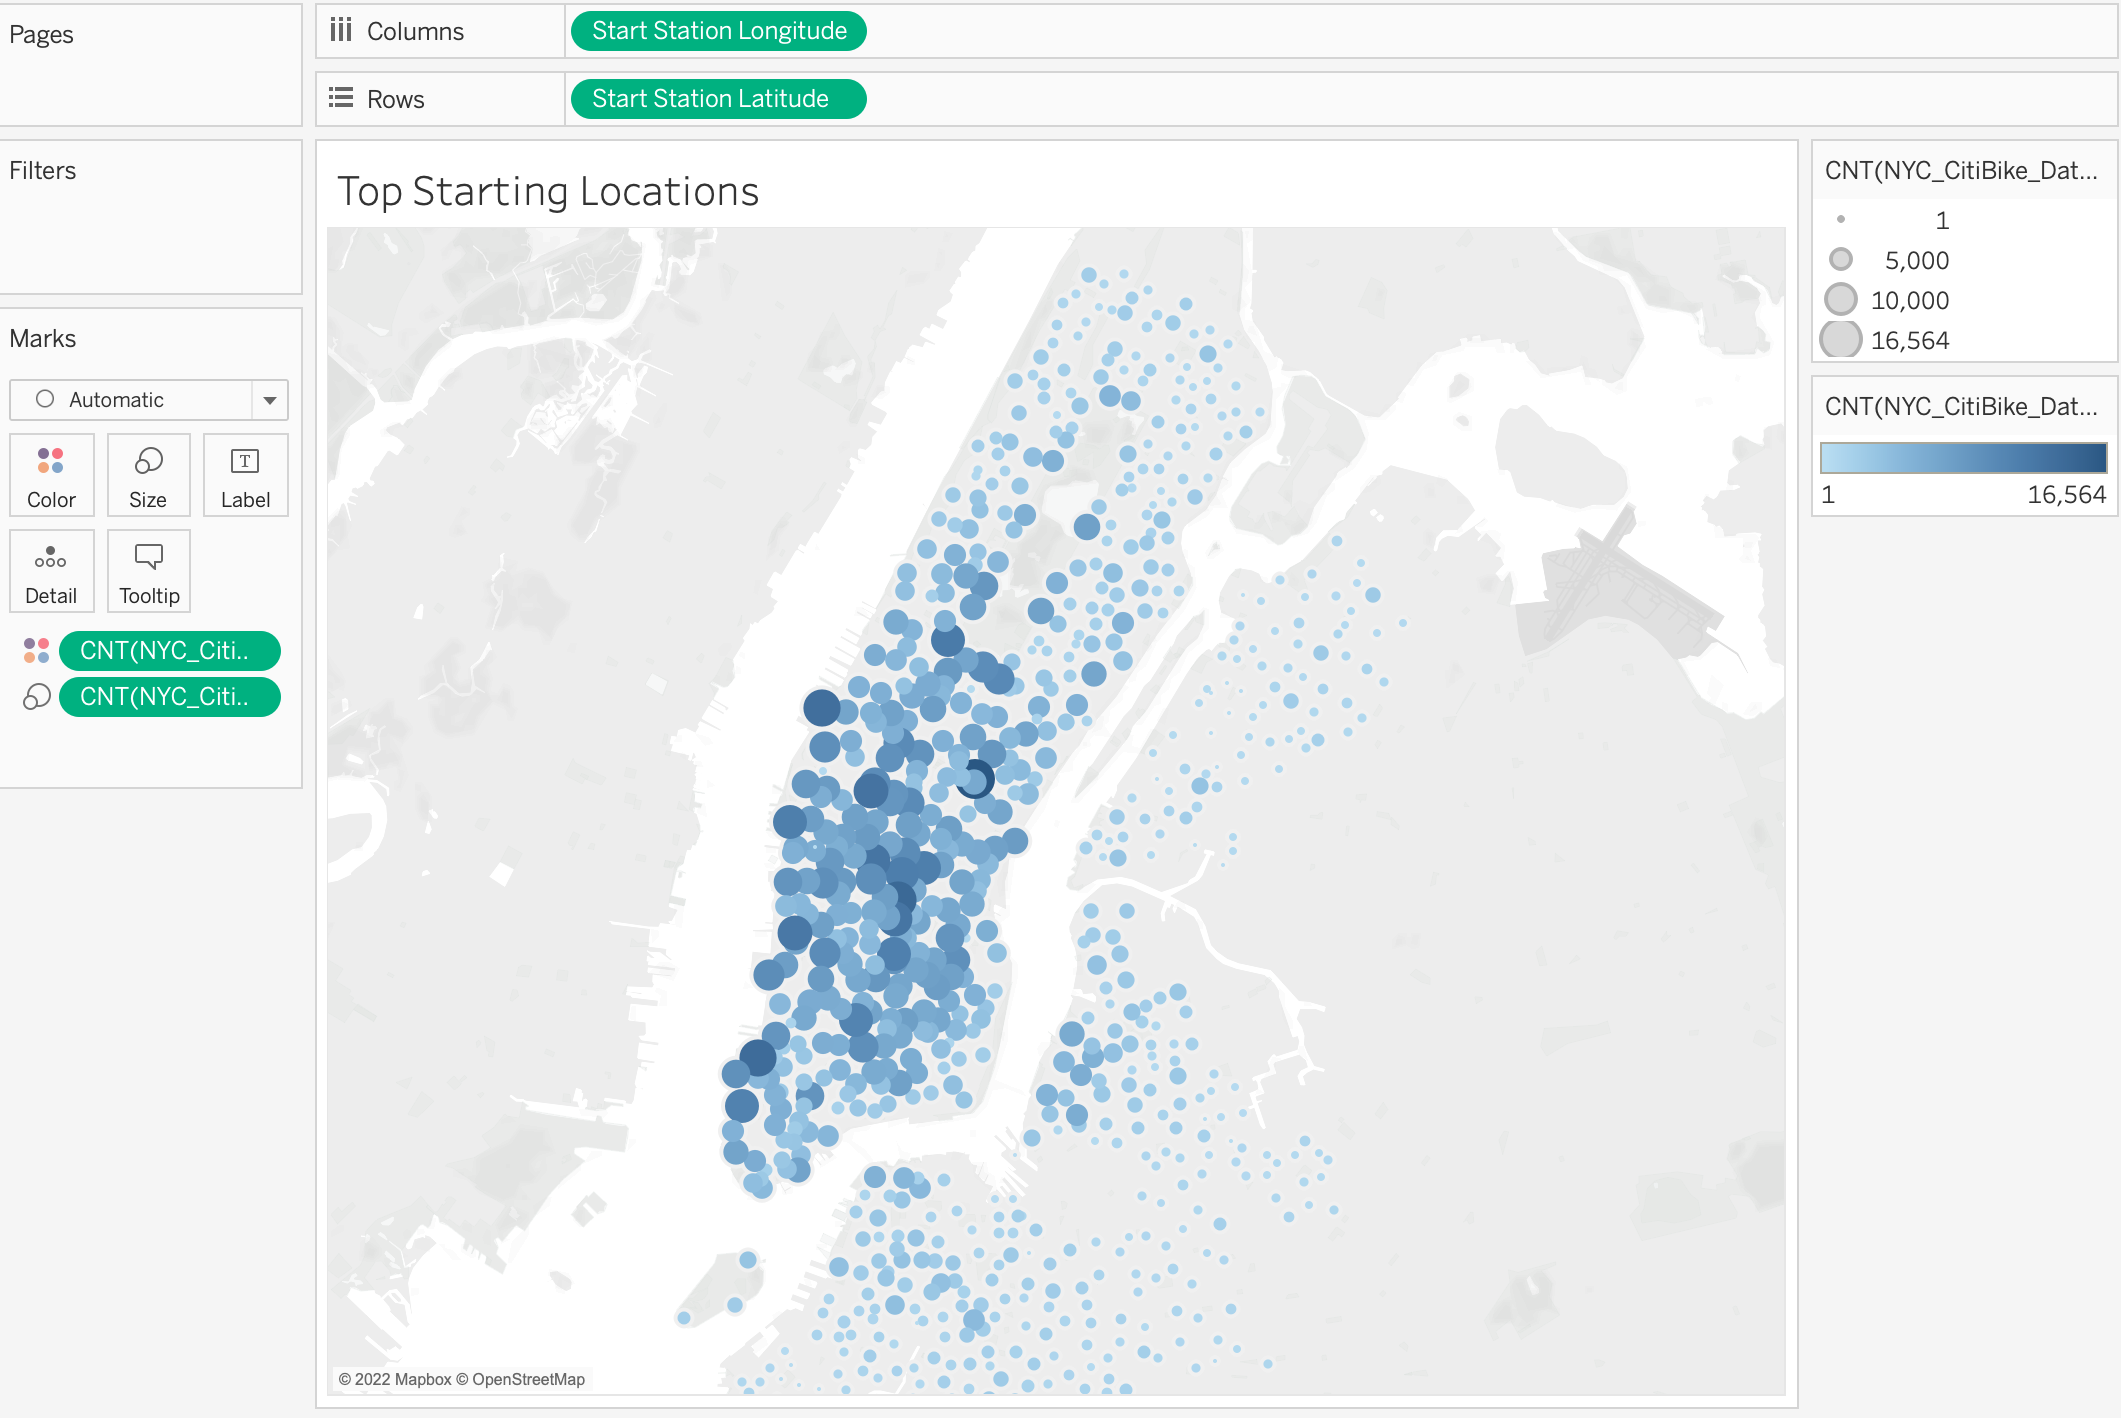 Pages
Columns
Start Station Longitude
Rows
Start Station Latitude
Filters
Marks
Automatic
Color
Size
T
Label
Detail
Tooltip
CNT(NYC_Citi..
CNT(NYC_Citi..
Top Starting Locations
© 2022 Mapbox © OpenStreetMap
CNT(NYC_CitiBike_Dat...
1
5,000
10,000
16,564
CNT(NYC_CitiBike_Dat...
1
16,564